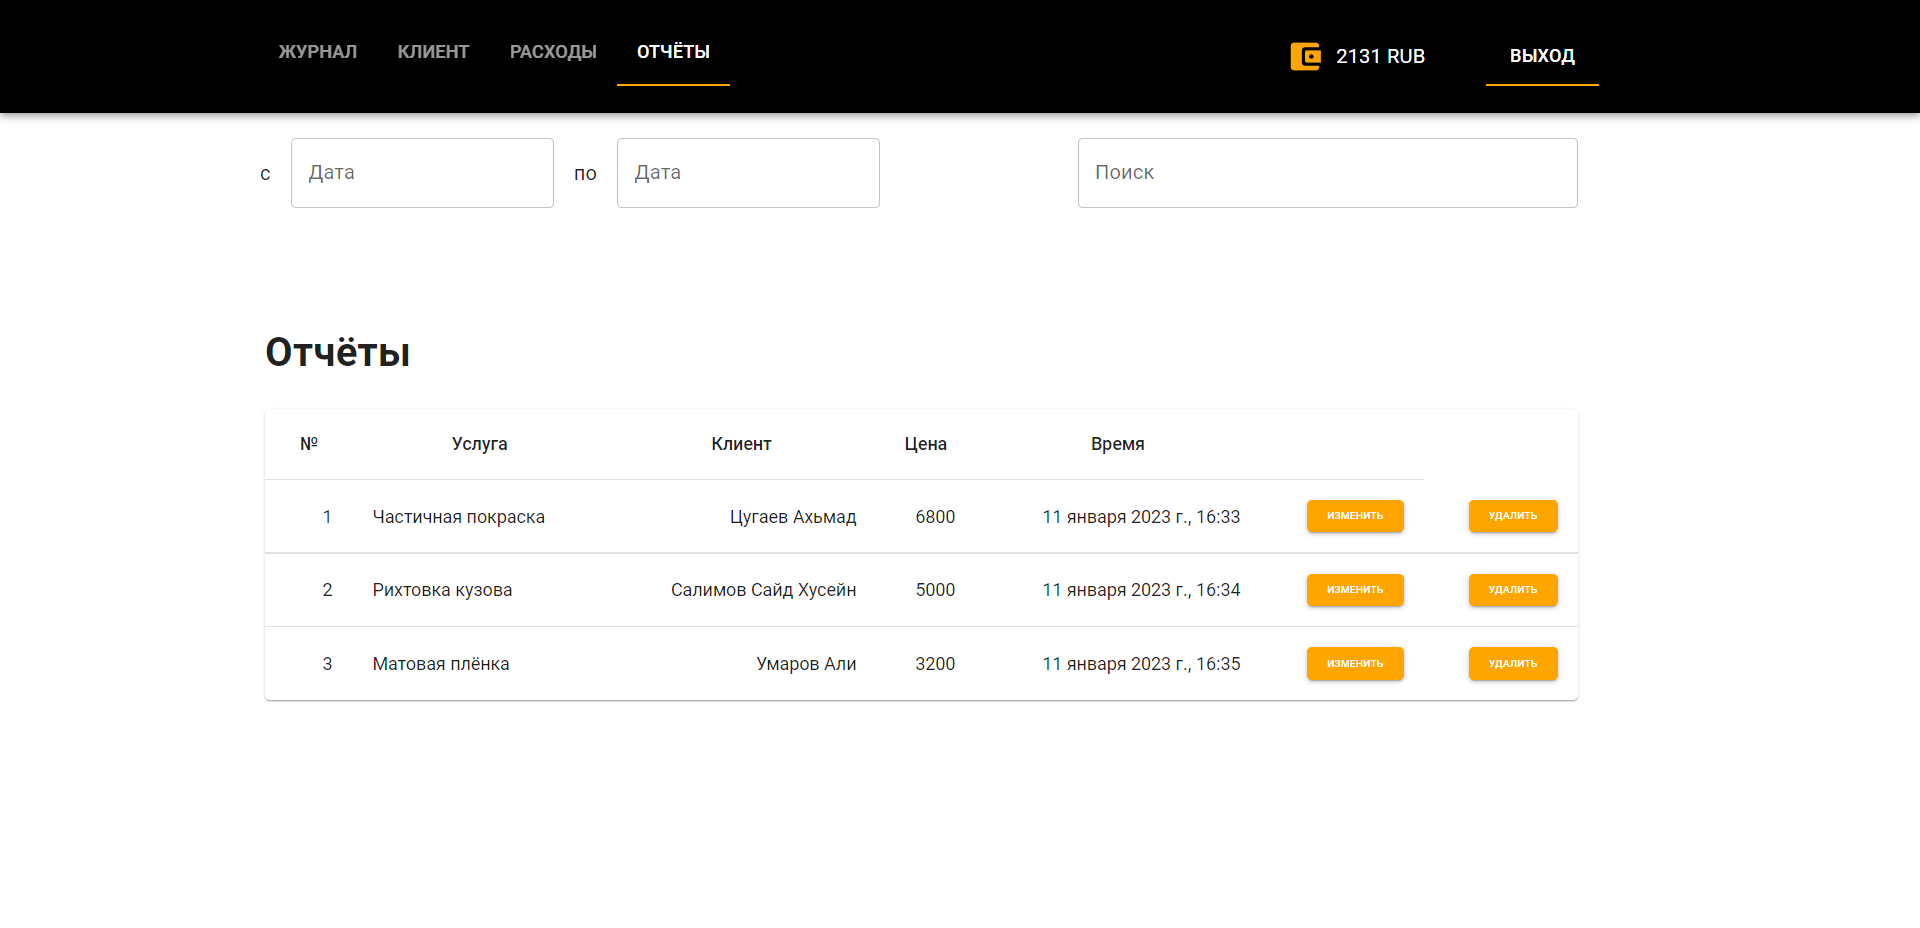 ЖУРНАЛ КЛИЕНТ РАСХОДЫ ОТЧЁТЫ 2131 RUB ВЫХОД
с Дата по Дата Поиск
Отчёты
№ Услуга Клиент Цена Время
1 Частичная покраска Цугаев Ахьмад 6800 11 января 2023 г., 16:33 ИЗМЕНИТЬ УДАЛИТЬ
2 Рихтовка кузова Салимов Сайд Хусейн 5000 11 января 2023 г., 16:34 ИЗМЕНИТЬ УДАЛИТЬ
3 Матовая плёнка Умаров Али 3200 11 января 2023 г., 16:35 ИЗМЕНИТЬ УДАЛИТЬ